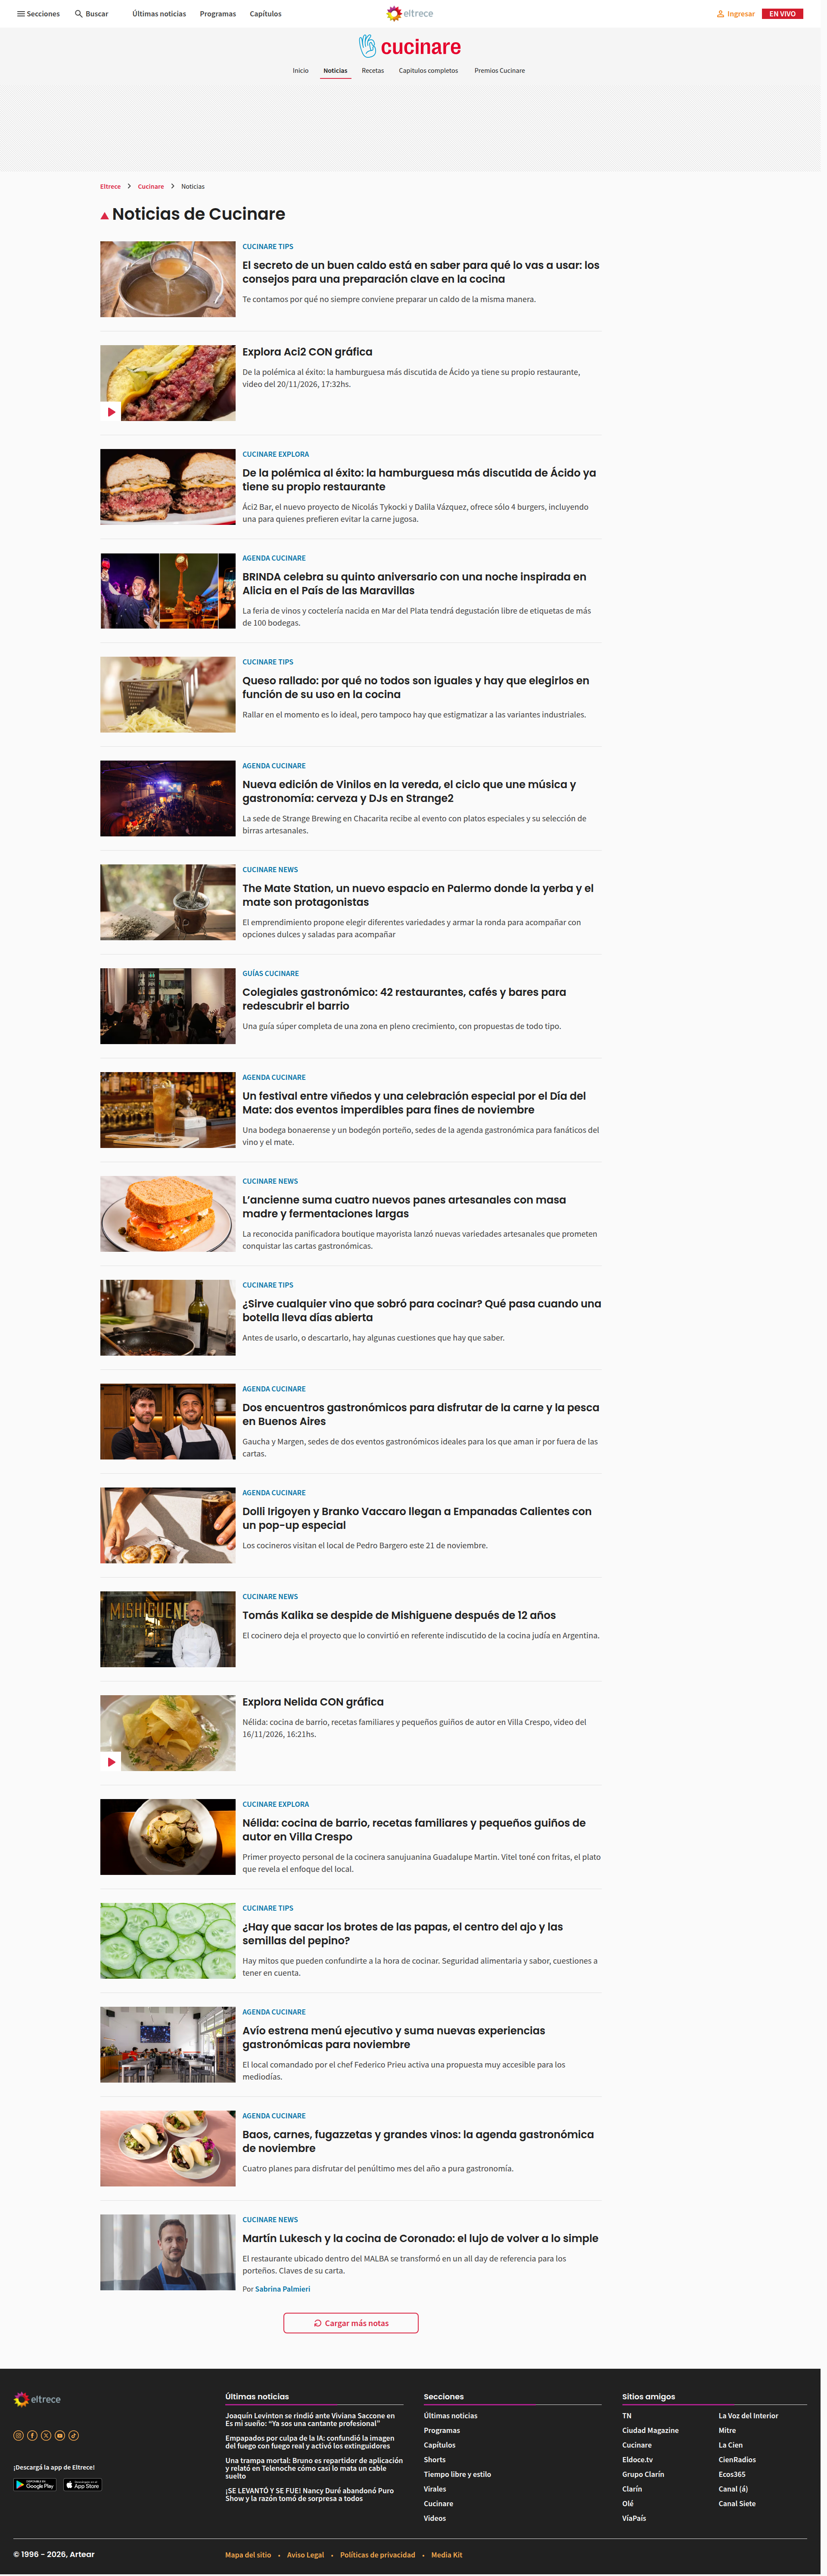 Secciones Buscar Últimas noticias Programas Capítulos eltrece Ingresar EN VIVO
cucinare
Inicio Noticias Recetas Capítulos completos Premios Cucinare
Eltrece Cucinare Noticias
Noticias de Cucinare
CUCINARE TIPS
El secreto de un buen caldo está en saber para qué lo vas a usar: los
consejos para una preparación clave en la cocina
Te contamos por qué no siempre conviene preparar un caldo de la misma manera.
Explora Aci2 CON gráfica
De la polémica al éxito: la hamburguesa más discutida de Ácido ya tiene su propio restaurante,
video del 20/11/2026, 17:32hs.
CUCINARE EXPLORA
De la polémica al éxito: la hamburguesa más discutida de Ácido ya
tiene su propio restaurante
Áci2 Bar, el nuevo proyecto de Nicolás Tykocki y Dalila Vázquez, ofrece sólo 4 burgers, incluyendo
una para quienes prefieren evitar la carne jugosa.
AGENDA CUCINARE
BRINDA celebra su quinto aniversario con una noche inspirada en
Alicia en el País de las Maravillas
La feria de vinos y coctelería nacida en Mar del Plata tendrá degustación libre de etiquetas de más
de 100 bodegas.
CUCINARE TIPS
Queso rallado: por qué no todos son iguales y hay que elegirlos en
función de su uso en la cocina
Rallar en el momento es lo ideal, pero tampoco hay que estigmatizar a las variantes industriales.
AGENDA CUCINARE
Nueva edición de Vinilos en la vereda, el ciclo que une música y
gastronomía: cerveza y DJs en Strange2
La sede de Strange Brewing en Chacarita recibe al evento con platos especiales y su selección de
birras artesanales.
CUCINARE NEWS
The Mate Station, un nuevo espacio en Palermo donde la yerba y el
mate son protagonistas
El emprendimiento propone elegir diferentes variedades y armar la ronda para acompañar con
opciones dulces y saladas para acompañar
GUÍAS CUCINARE
Colegiales gastronómico: 42 restaurantes, cafés y bares para
redescubrir el barrio
Una guía súper completa de una zona en pleno crecimiento, con propuestas de todo tipo.
AGENDA CUCINARE
Un festival entre viñedos y una celebración especial por el Día del
Mate: dos eventos imperdibles para fines de noviembre
Una bodega bonaerense y un bodegón porteño, sedes de la agenda gastronómica para fanáticos del
vino y el mate.
CUCINARE NEWS
L’ancienne suma cuatro nuevos panes artesanales con masa
madre y fermentaciones largas
La reconocida panificadora boutique mayorista lanzó nuevas variedades artesanales que prometen
conquistar las cartas gastronómicas.
CUCINARE TIPS
¿Sirve cualquier vino que sobró para cocinar? Qué pasa cuando una
botella lleva días abierta
Antes de usarlo, o descartarlo, hay algunas cuestiones que hay que saber.
AGENDA CUCINARE
Dos encuentros gastronómicos para disfrutar de la carne y la pesca
en Buenos Aires
Gaucha y Margen, sedes de dos eventos gastronómicos ideales para los que aman ir por fuera de las
cartas.
AGENDA CUCINARE
Dolli Irigoyen y Branko Vaccaro llegan a Empanadas Calientes con
un pop-up especial
Los cocineros visitan el local de Pedro Bargero este 21 de noviembre.
MISHIGUENE
CUCINARE NEWS
Tomás Kalika se despide de Mishiguene después de 12 años
El cocinero deja el proyecto que lo convirtió en referente indiscutido de la cocina judía en Argentina.
Explora Nelida CON gráfica
Nélida: cocina de barrio, recetas familiares y pequeños guiños de autor en Villa Crespo, video del
16/11/2026, 16:21hs.
CUCINARE EXPLORA
Nélida: cocina de barrio, recetas familiares y pequeños guiños de
autor en Villa Crespo
Primer proyecto personal de la cocinera sanjuanina Guadalupe Martín. Vitel toné con fritas, el plato
que revela el enfoque del local.
CUCINARE TIPS
¿Hay que sacar los brotes de las papas, el centro del ajo y las
semillas del pepino?
Hay mitos que pueden confundirte a la hora de cocinar. Seguridad alimentaria y sabor, cuestiones a
tener en cuenta.
AGENDA CUCINARE
Avío estrena menú ejecutivo y suma nuevas experiencias
gastronómicas para noviembre
El local comandado por el chef Federico Prieu activa una propuesta muy accesible para los
mediodías.
AGENDA CUCINARE
Baos, carnes, fugazzetas y grandes vinos: la agenda gastronómica
de noviembre
Cuatro planes para disfrutar del penúltimo mes del año a pura gastronomía.
CUCINARE NEWS
Martín Lukesch y la cocina de Coronado: el lujo de volver a lo simple
El restaurante ubicado dentro del MALBA se transformó en un all day de referencia para los
porteños. Claves de su carta.
Por Sabrina Palmieri
Cargar más notas
eltrece
¡Descargá la app de Eltrece!
Google Play App Store
Últimas noticias
Joaquín Levinton se rindió ante Viviana Saccone en
Es mi sueño: “Ya sos una cantante profesional”
Empapados por culpa de la IA: confundió la imagen
del fuego con fuego real y activó los extinguidores
Una trampa mortal: Bruno es repartidor de aplicación
y relató en Telenoche cómo casi lo mata un cable
suelto
¡SE LEVANTÓ Y SE FUE! Nancy Duré abandonó Puro
Show y la razón tomó de sorpresa a todos
Secciones
Últimas noticias
Programas
Capítulos
Shorts
Tiempo libre y estilo
Virales
Cucinare
Videos
Sitios amigos
TN
Ciudad Magazine
Cucinare
Eldoce.tv
Grupo Clarín
Clarín
Olé
VíaPaís
La Voz del Interior
Mitre
La Cien
CienRadios
Ecos365
Canal (á)
Canal Siete
© 1996 - 2026, Artear
Mapa del sitio • Aviso Legal • Políticas de privacidad • Media Kit